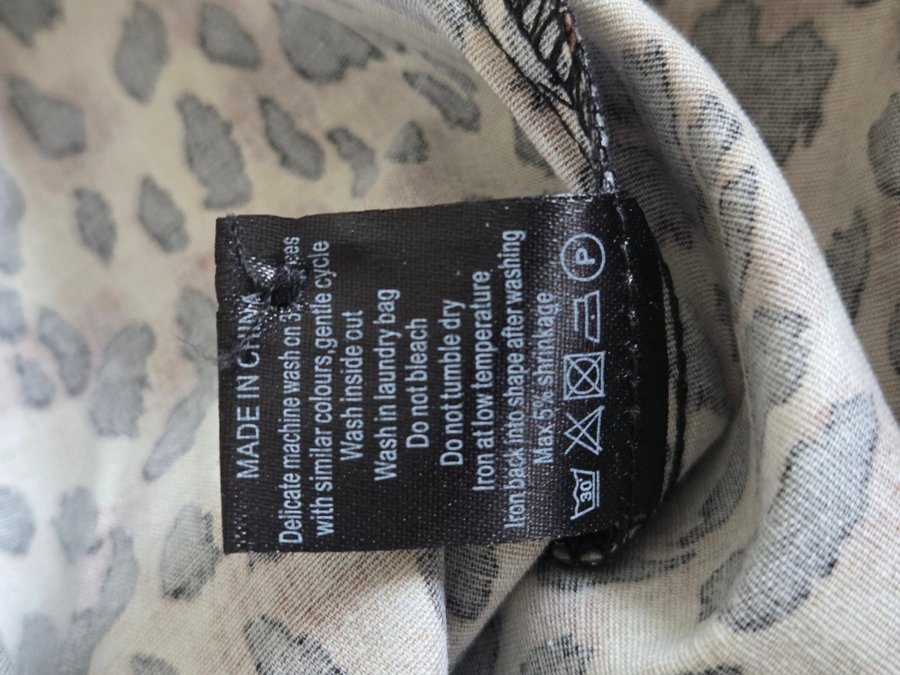 MADE IN CHINA
Delicate machine wash on
with similar colours,gentle cycle
Wash inside out
Wash in laundry bag
Do not bleach
Do not tumble dry
Iron at low temperature
Iron back into shape after washing
Max 5% shrinkage
30 P